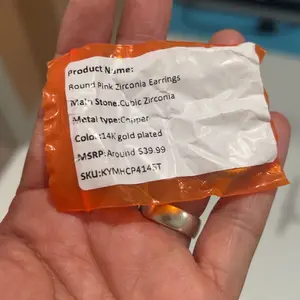 Product Name:
Round Pink Zirconia Earrings
Main Stone:Cubic Zirconia
Metal type:Copper
Color:14K gold plated
MSRP:Around $39.99
SKU:KYMHCP4143T